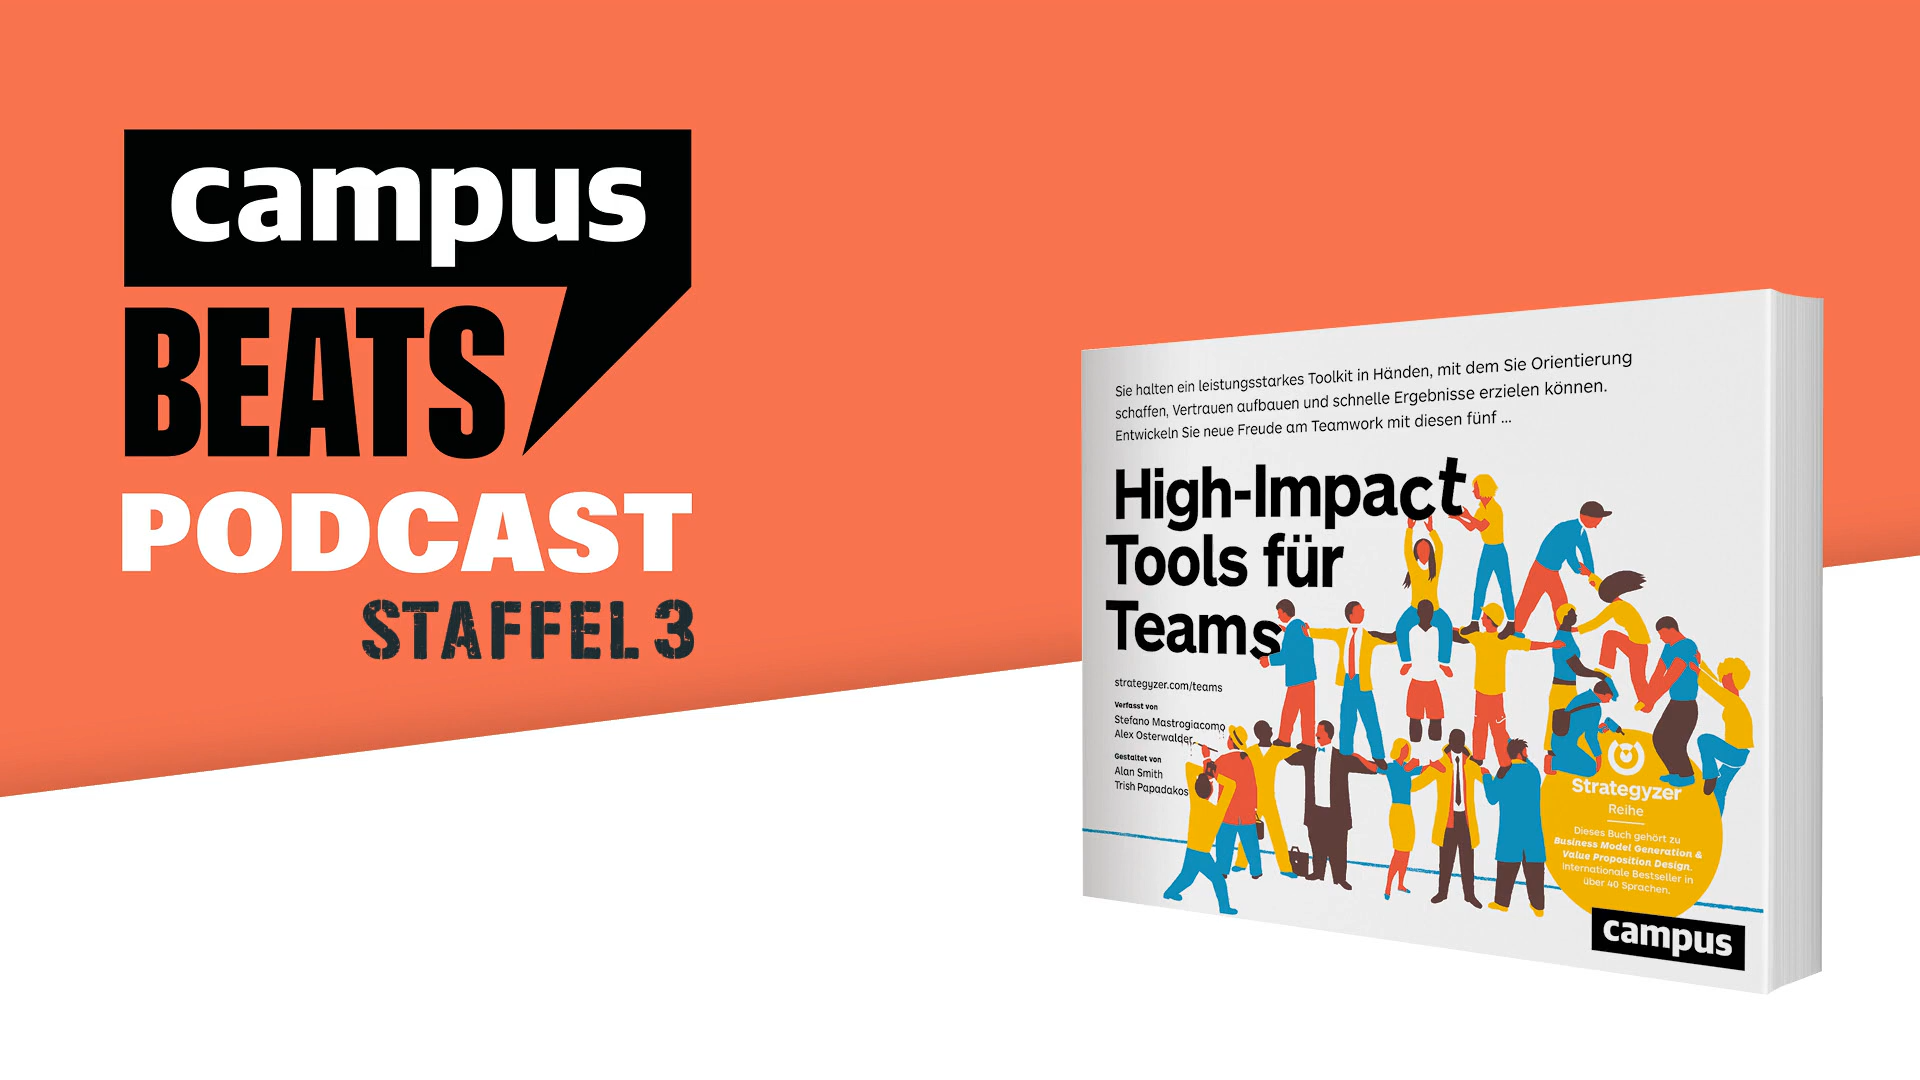 campus
BEATS
PODCAST
STAFFEL 3
Sie halten ein leistungsstarkes Toolkit in Händen, mit dem Sie Orientierung
schaffen, Vertrauen aufbauen und schnelle Ergebnisse erzielen können.
Entwickeln Sie neue Freude am Teamwork mit diesen fünf ...
High-Impact
Tools für
Teams
strategyzer.com/teams
Verfasst von
Stefano Mastrogiacomo
Alex Osterwalder
Gestaltet von
Alan Smith
Trish Papadakos
Strategyzer
Reihe
Dieses Buch gehört zu
Business Model Generation &
Value Proposition Design.
Internationale Bestseller in
über 40 Sprachen.
campus